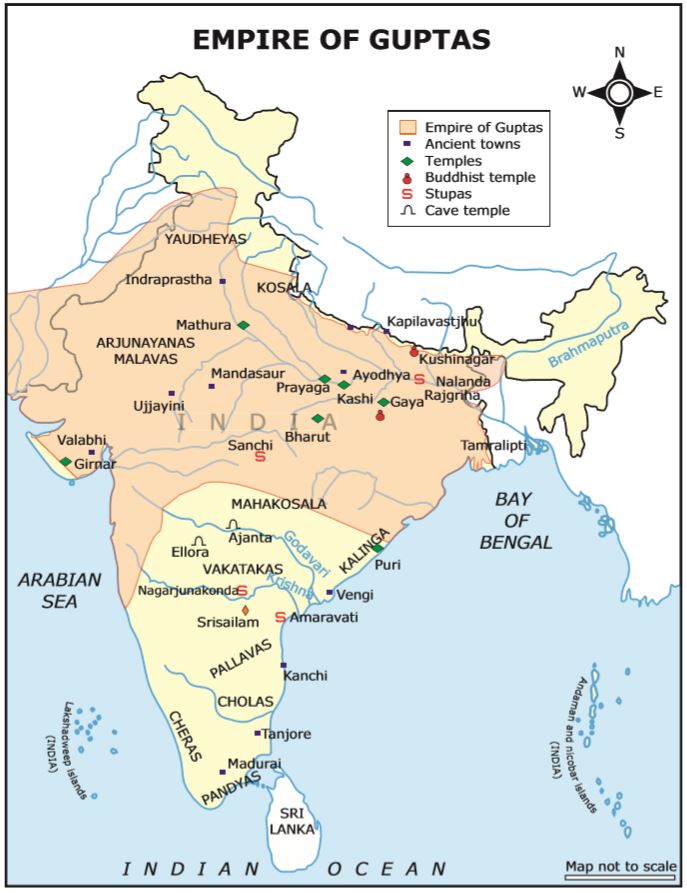 EMPIRE OF GUPTAS
N
W E
S
Empire of Guptas
Ancient towns
Temples
Buddhist temple
Stupas
Cave temple
YAUDHEYAS
Indraprastha
KOSALA
Mathura
Kapilavastjhu
ARJUNAYANAS
MALAVAS
Kushinagar
Mandasaur
Ayodhya
Prayaga
Nalanda
Kashi
Gaya
Rajgriha
Ujjayini
INDIA
Bharut
Brahmaputra
Valabhi
Girnar
Sanchi
Tamralipti
MAHAKOSALA
BAY
OF
BENGAL
Ajanta
Ellora
Godavari
KALINGA
Puri
VAKATAKAS
Krishna
ARABIAN
SEA
Nagarjunakonda
Vengi
Srisailam
Amaravati
PALLAVAS
Kanchi
CHOLAS
CHERAS
Tanjore
Madurai
PANDYAS
Lakshadweep islands
(INDIA)
Andaman and nicobar islands
(INDIA)
SRI
LANKA
INDIAN OCEAN
Map not to scale